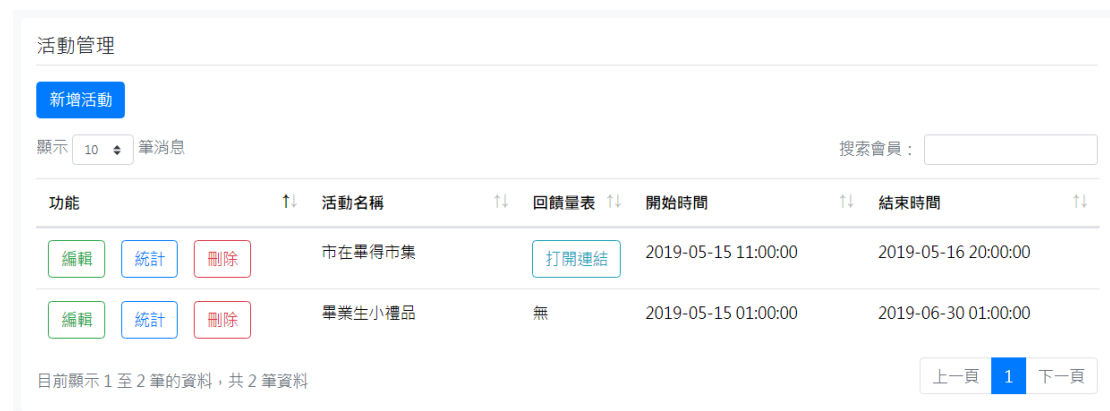 活動管理
新增活動
顯示 10 筆消息
搜索會員：
功能 活動名稱 回饋量表 開始時間 結束時間
編輯 統計 刪除 市在畢得市集 打開連結 2019-05-15 11:00:00 2019-05-16 20:00:00
編輯 統計 刪除 畢業生小禮品 無 2019-05-15 01:00:00 2019-06-30 01:00:00
目前顯示 1 至 2 筆的資料，共 2 筆資料
上一頁 1 下一頁